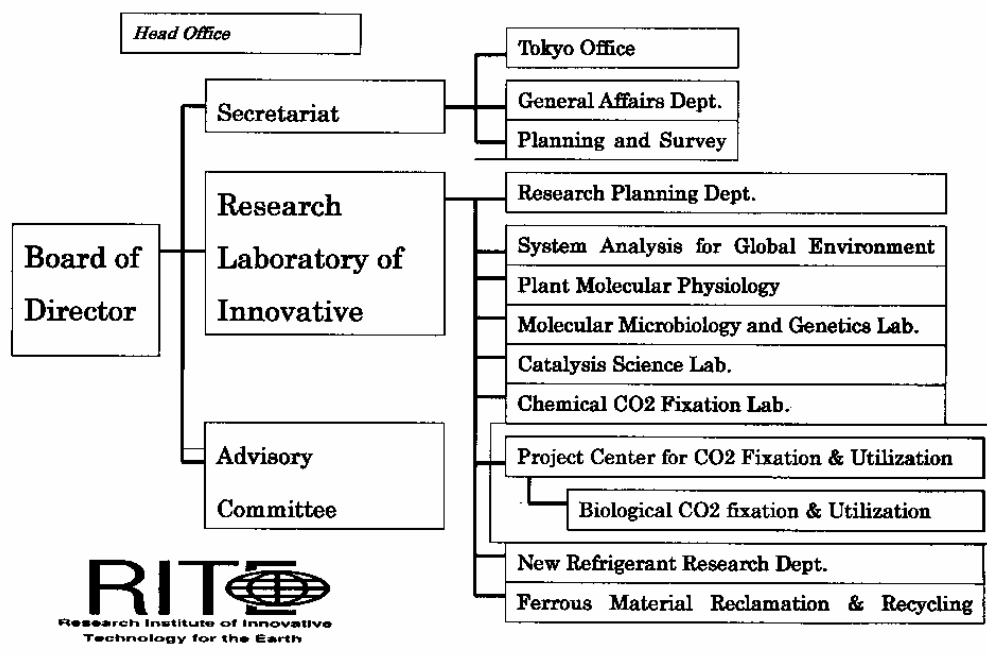 Head Office
Tokyo Office
Secretariat
General Affairs Dept.
Planning and Survey
Research
Laboratory of
Innovative
Research Planning Dept.
Board of
Director
System Analysis for Global Environment
Plant Molecular Physiology
Molecular Microbiology and Genetics Lab.
Catalysis Science Lab.
Chemical CO2 Fixation Lab.
Advisory
Committee
Project Center for CO2 Fixation & Utilization
Biological CO2 fixation & Utilization
New Refrigerant Research Dept.
Ferrous Material Reclamation & Recycling
RITE
Research Institute of Innovative
Technology for the Earth